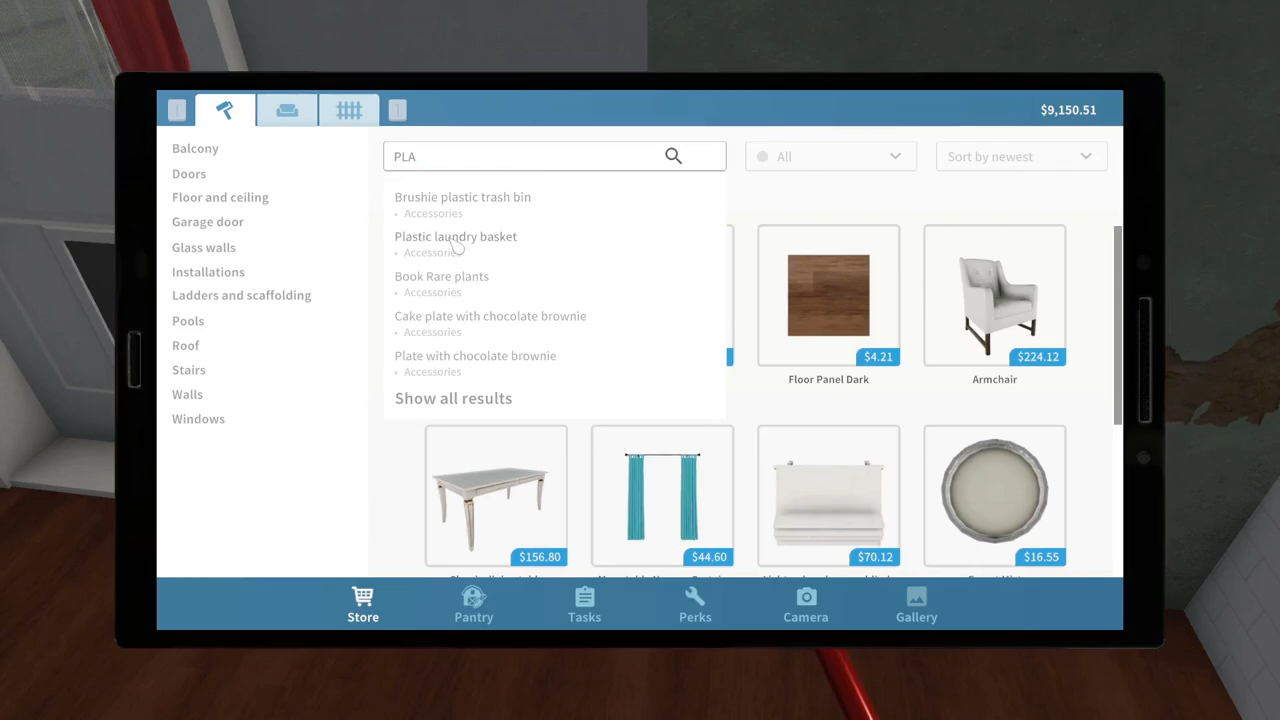 $9,150.51
Balcony
Doors
Floor and ceiling
Garage door
Glass walls
Installations
Ladders and scaffolding
Pools
Roof
Stairs
Walls
Windows
PLA
All
Sort by newest
Brushie plastic trash bin
• Accessories
Plastic laundry basket
• Accessories
Book Rare plants
• Accessories
Cake plate with chocolate brownie
• Accessories
Plate with chocolate brownie
• Accessories
Show all results
$4.21
Floor Panel Dark
$224.12
Armchair
$156.80
$44.60
$70.12
$16.55
Store
Pantry
Tasks
Perks
Camera
Gallery